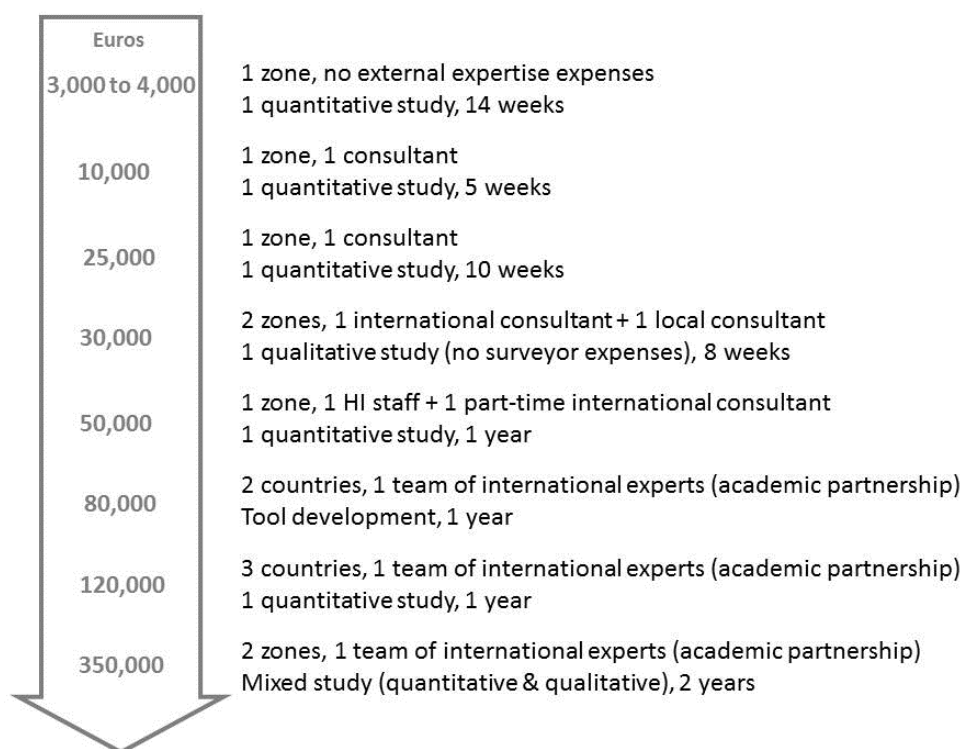 Euros
3,000 to 4,000
1 zone, no external expertise expenses
1 quantitative study, 14 weeks
10,000
1 zone, 1 consultant
1 quantitative study, 5 weeks
25,000
1 zone, 1 consultant
1 quantitative study, 10 weeks
30,000
2 zones, 1 international consultant + 1 local consultant
1 qualitative study (no surveyor expenses), 8 weeks
50,000
1 zone, 1 HI staff + 1 part-time international consultant
1 quantitative study, 1 year
80,000
2 countries, 1 team of international experts (academic partnership)
Tool development, 1 year
120,000
3 countries, 1 team of international experts (academic partnership)
1 quantitative study, 1 year
350,000
2 zones, 1 team of international experts (academic partnership)
Mixed study (quantitative & qualitative), 2 years